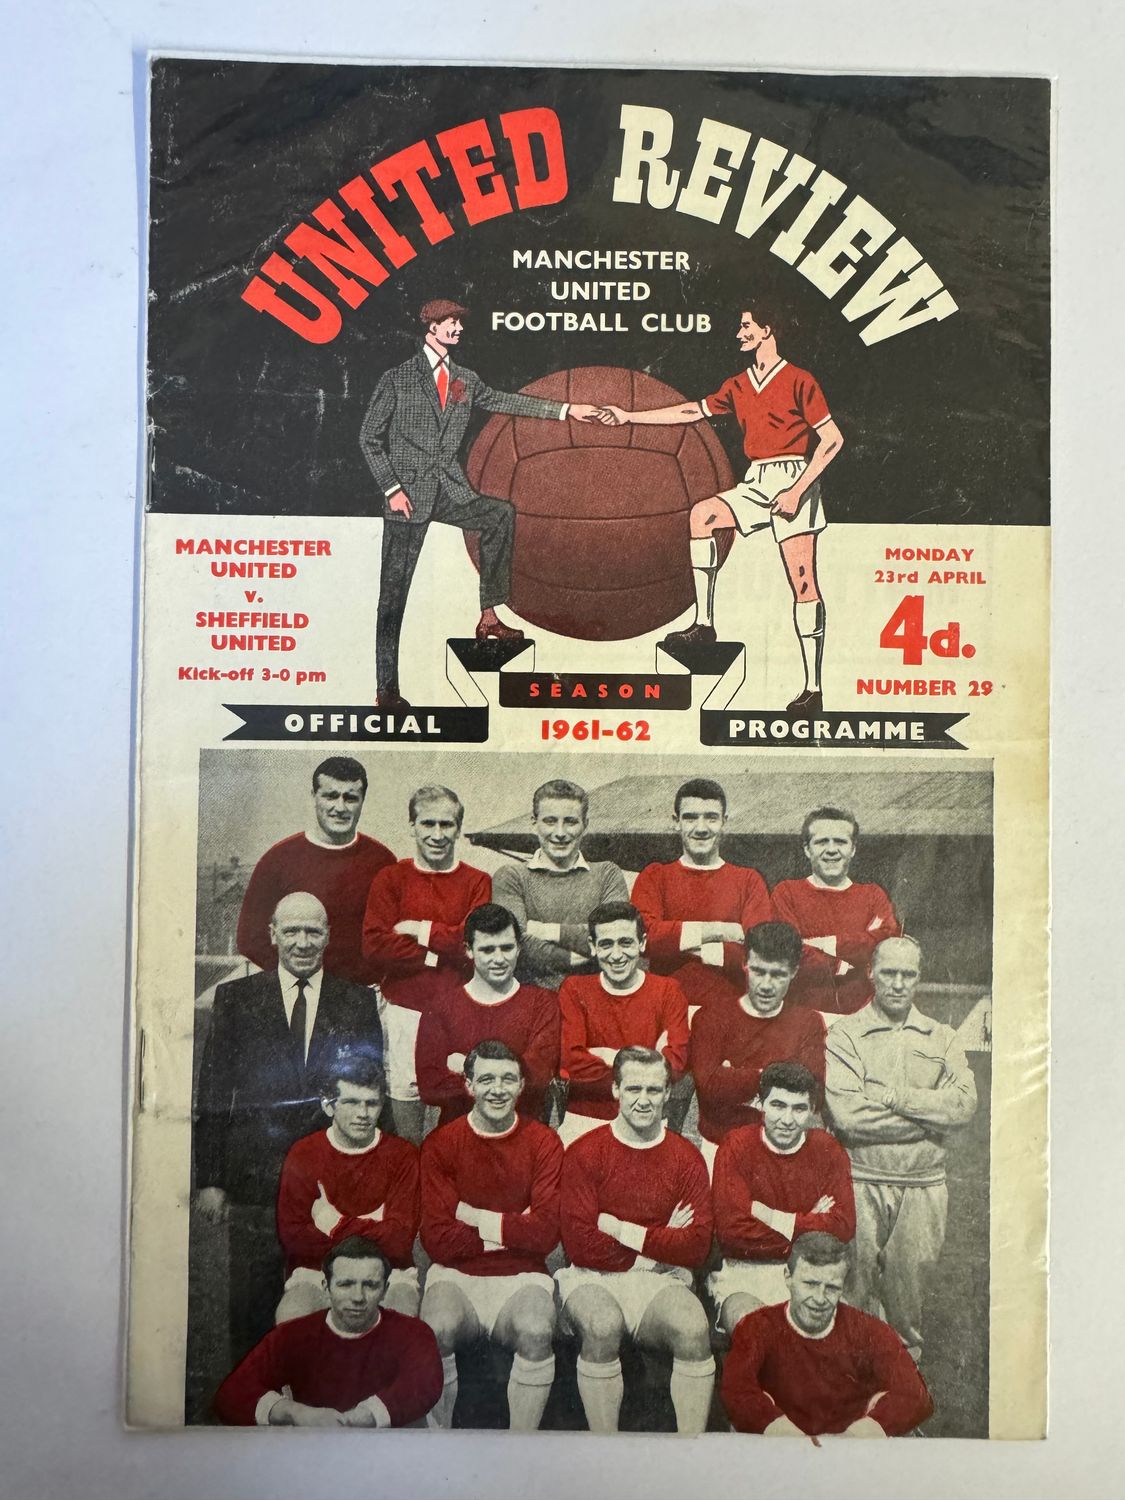 UNITED REVIEW
MANCHESTER
UNITED
FOOTBALL CLUB
MANCHESTER
UNITED
v.
SHEFFIELD
UNITED
Kick-off 3-0 pm
MONDAY
23rd APRIL
4d.
NUMBER 29
SEASON
1961-62
OFFICIAL
PROGRAMME